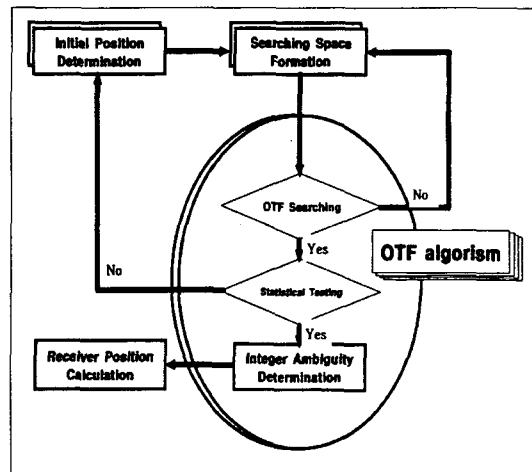 Initial Position
Determination
Searching Space
Formation
OTF Searching
No
Yes
OTF algorism
No
Statistical Testing
Yes
Receiver Position
Calculation
Integer Ambiguity
Determination